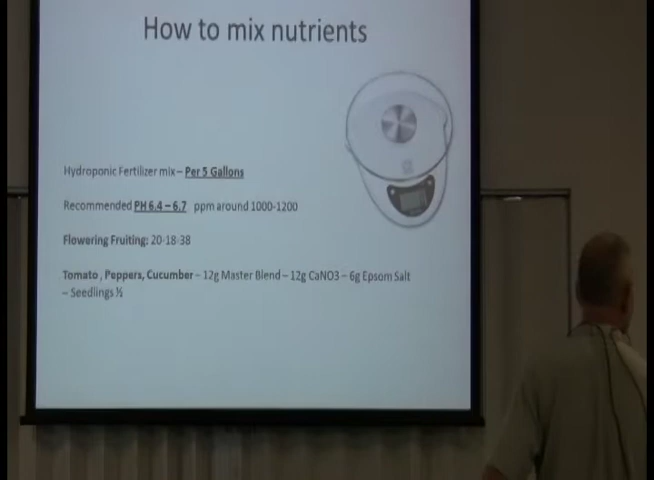 How to mix nutrients
Hydroponic Fertilizer mix – Per 5 Gallons
Recommended PH 6.4 – 6.7 ppm around 1000-1200
Flowering Fruiting: 20-18-38
Tomato , Peppers, Cucumber – 12g Master Blend – 12g CaNO3 – 6g Epsom Salt
– Seedlings ½